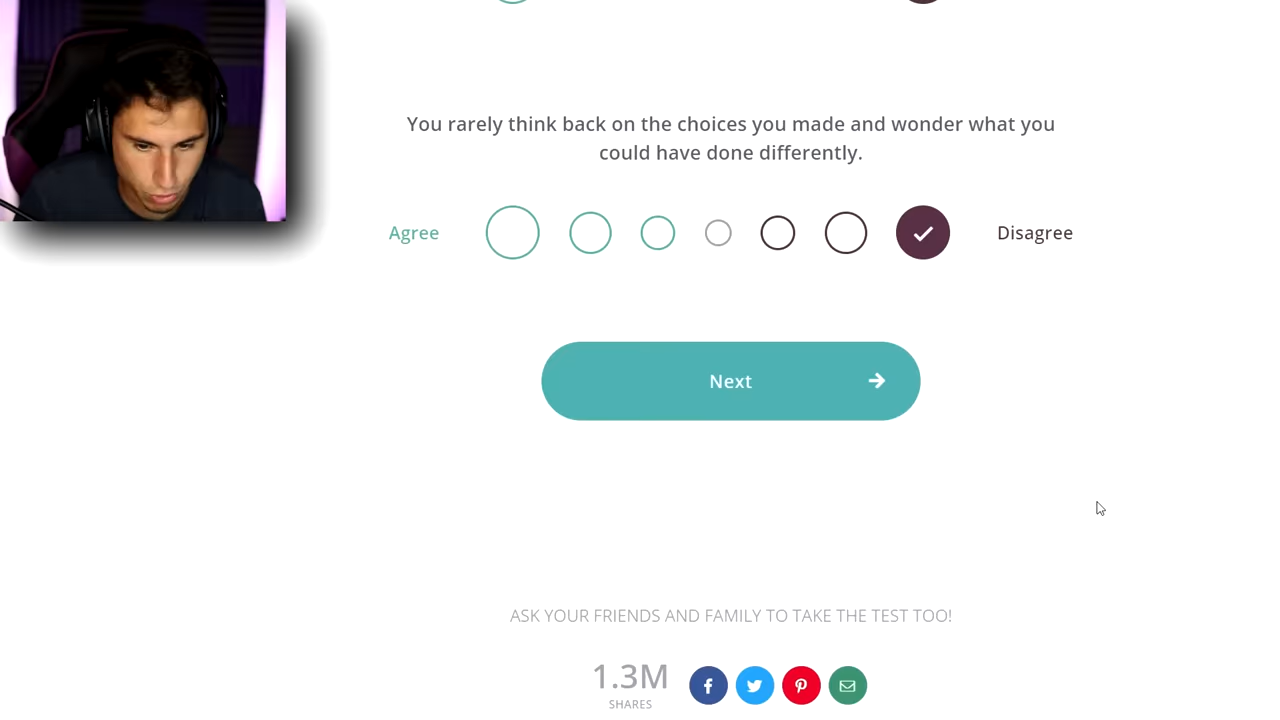 You rarely think back on the choices you made and wonder what you
could have done differently.
Agree
Disagree
Next
ASK YOUR FRIENDS AND FAMILY TO TAKE THE TEST TOO!
1.3M
SHARES